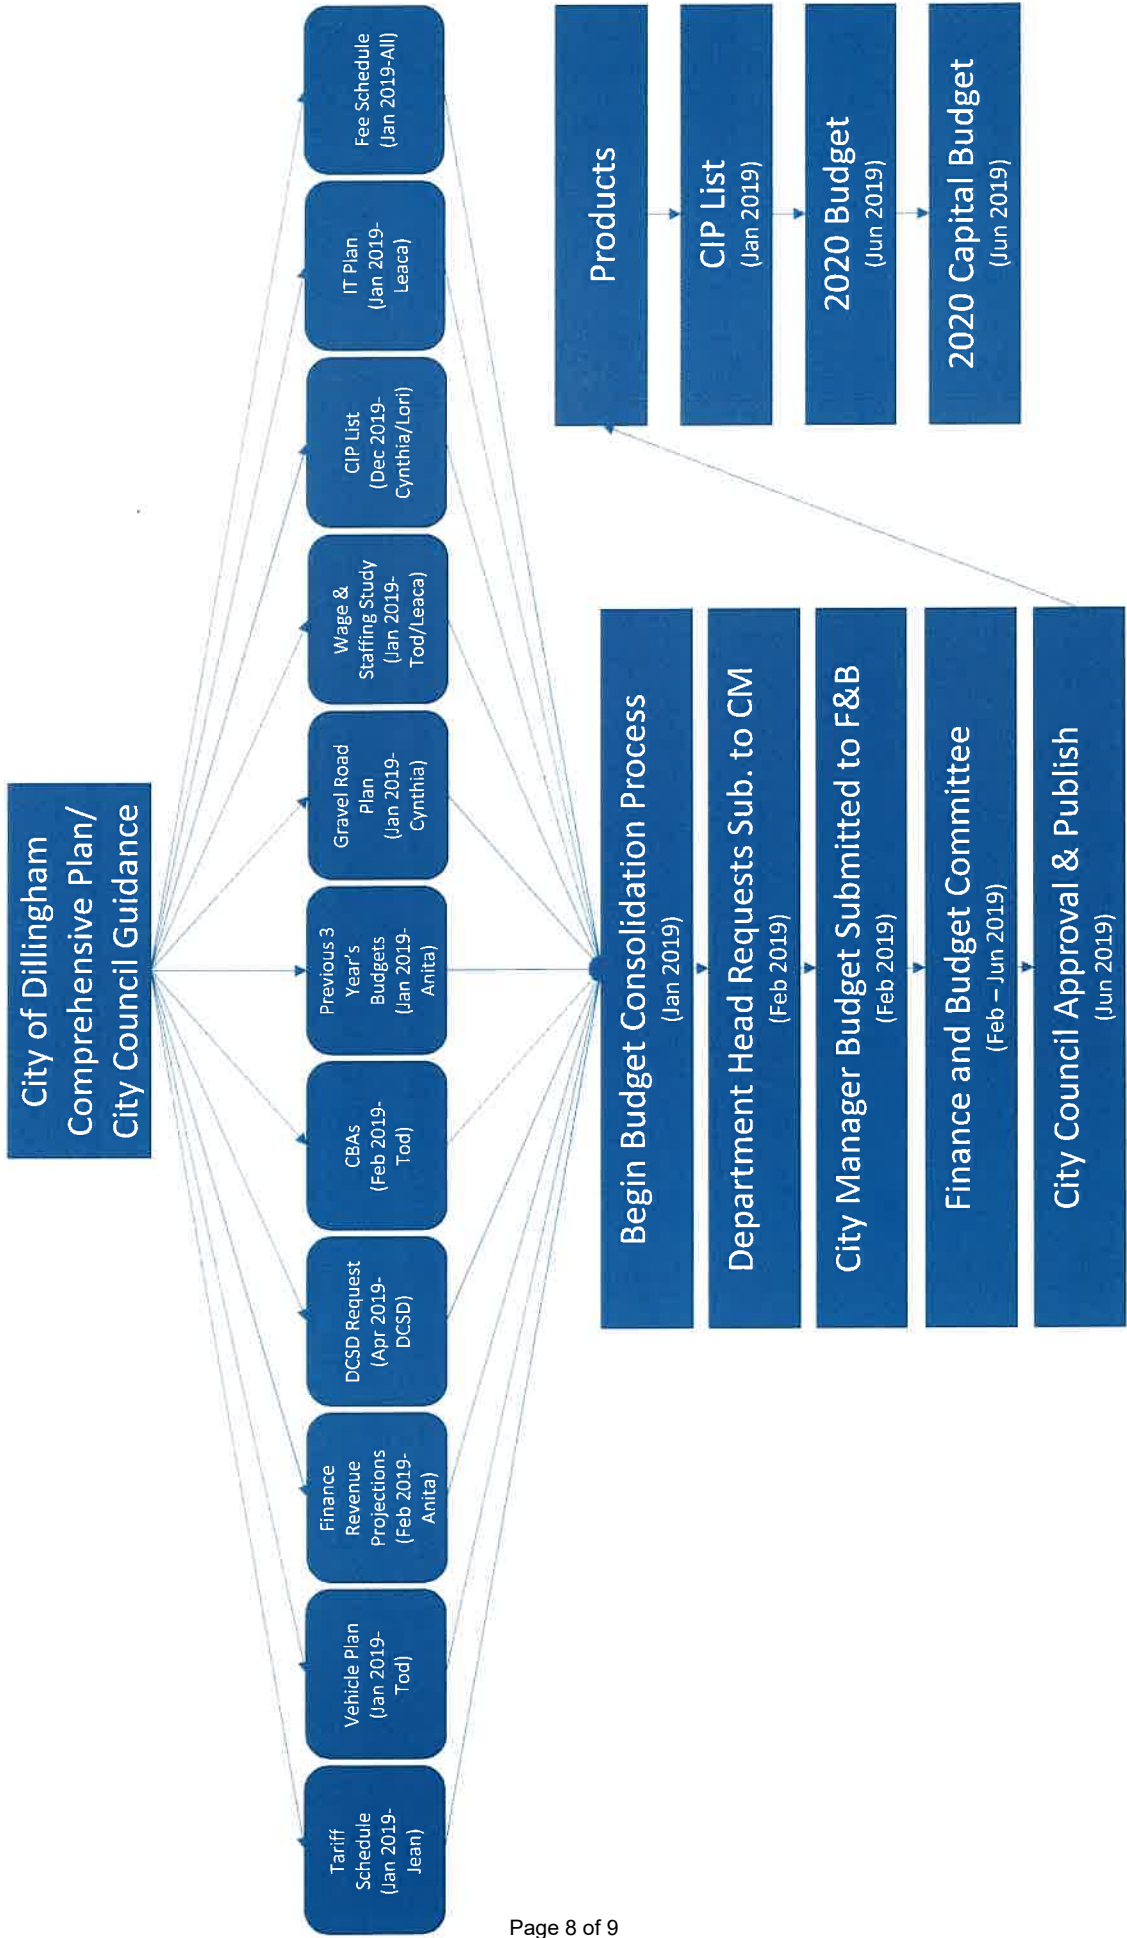 City of Dillingham
Comprehensive Plan/
City Council Guidance
Tariff
Schedule
(Jan 2019-
Jean)
Vehicle Plan
(Jan 2019-
Tod)
Finance
Revenue
Projections
(Feb 2019-
Anita)
DCSD Request
(Apr 2019-
DCSD)
CBAs
(Feb 2019-
Tod)
Previous 3
Year's
Budgets
(Jan 2019-
Anita)
Gravel Road
Plan
(Jan 2019-
Cynthia)
Wage &
Staffing Study
(Jan 2019-
Tod/Leaca)
CIP List
(Dec 2019-
Cynthia/Lori)
IT Plan
(Jan 2019-
Leaca)
Fee Schedule
(Jan 2019-All)
Begin Budget Consolidation Process
(Jan 2019)
Department Head Requests Sub. to CM
(Feb 2019)
City Manager Budget Submitted to F&B
(Feb 2019)
Finance and Budget Committee
(Feb – Jun 2019)
City Council Approval & Publish
(Jun 2019)
Products
CIP List
(Jan 2019)
2020 Budget
(Jun 2019)
2020 Capital Budget
(Jun 2019)
Page 8 of 9